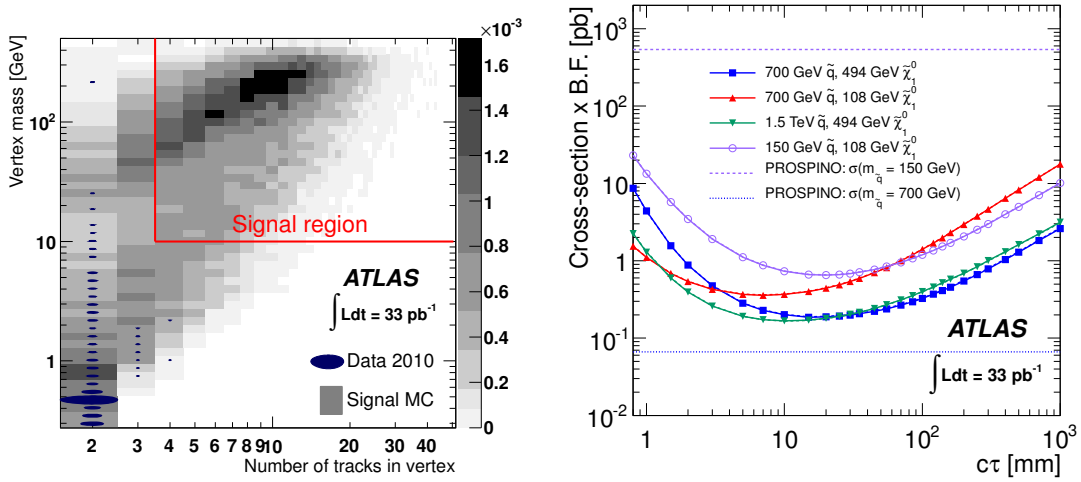 ×10⁻³
Vertex mass [GeV]
10²
10
1
Signal region
ATLAS
∫Ldt = 33 pb⁻¹
Data 2010
Signal MC
2 3 4 5 6 7 8 9 10 20 30 40
Number of tracks in vertex
1.6
1.4
1.2
1
0.8
0.6
0.4
0.2
0
Cross-section x B.F. [pb]
10³
10²
10
1
10⁻¹
10⁻²
700 GeV q̃, 494 GeV χ̃₁⁰
700 GeV q̃, 108 GeV χ̃₁⁰
1.5 TeV q̃, 494 GeV χ̃₁⁰
150 GeV q̃, 108 GeV χ̃₁⁰
PROSPINO: σ(m_q̃ = 150 GeV)
PROSPINO: σ(m_q̃ = 700 GeV)
ATLAS
∫Ldt = 33 pb⁻¹
1 10 10² 10³
cτ [mm]